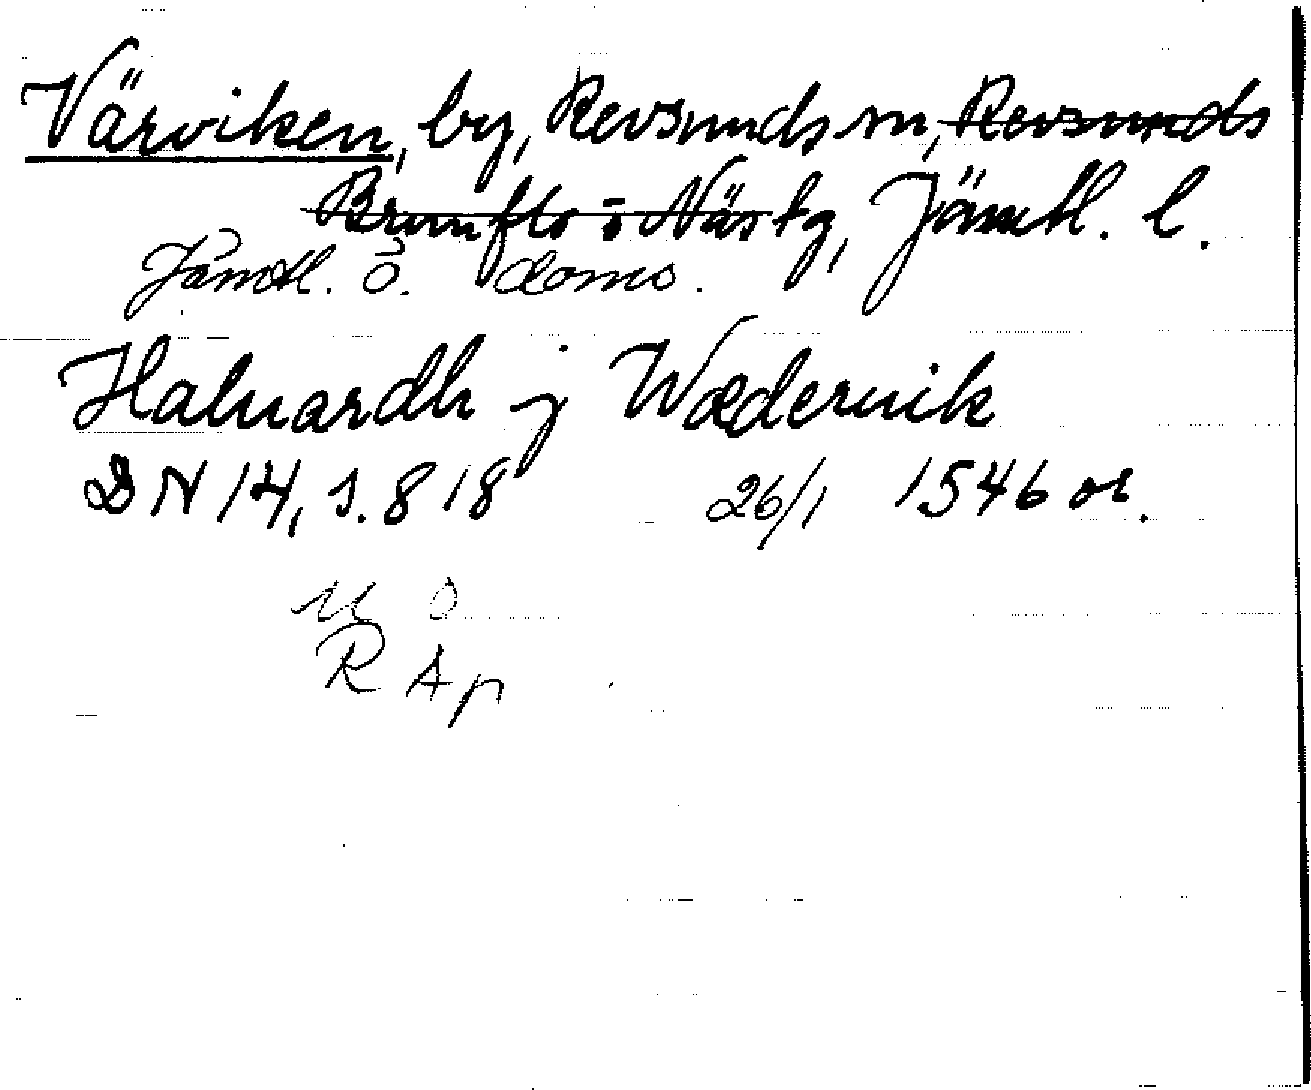 Värviken, by, Revsunds sn, Revsunds
Brunflo o Näs tg, Jämtl. l.
Jämtl. ö. doms.
Haluardh j Wædervik
DN 14, s. 818 26/1 1546 or.
U O
R Ap